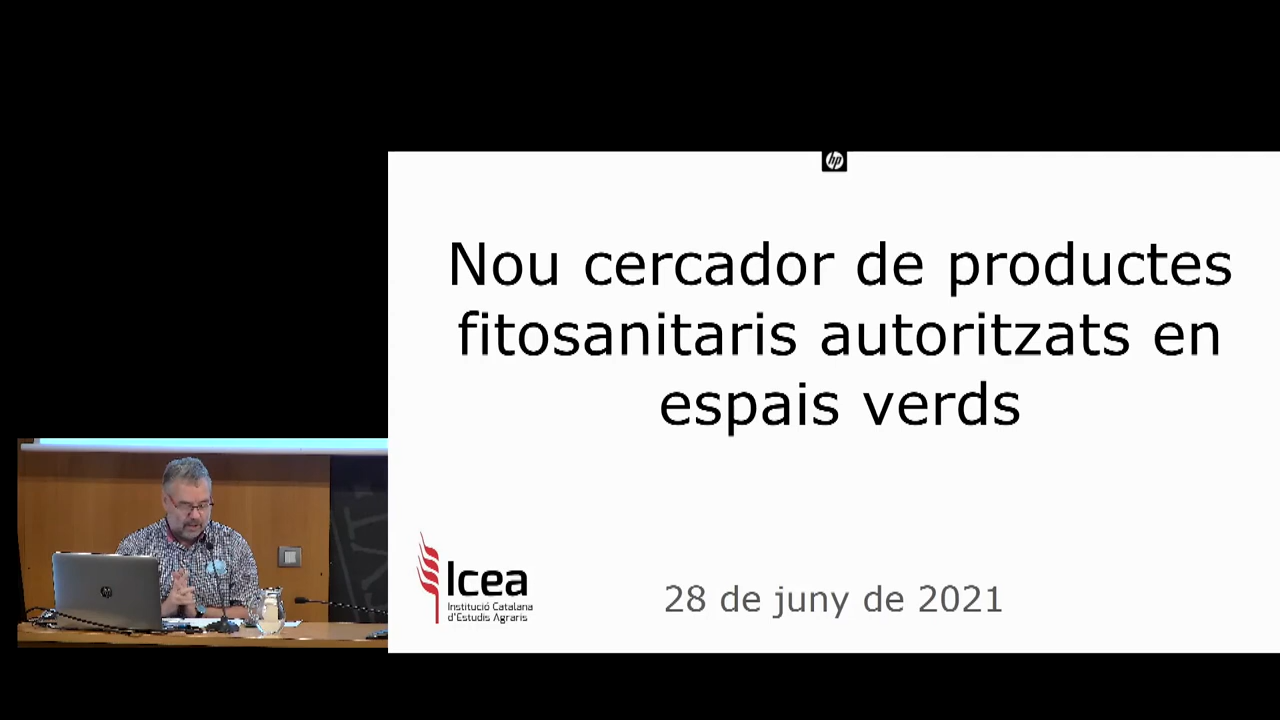 hp
Nou cercador de productes
fitosanitaris autoritzats en
espais verds
Icea
Institució Catalana
d'Estudis Agraris
28 de juny de 2021